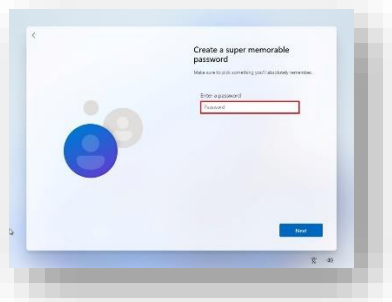 Create a super memorable
password
Make sure to pick something you'll absolutely remember.
Enter a password
Password
Next